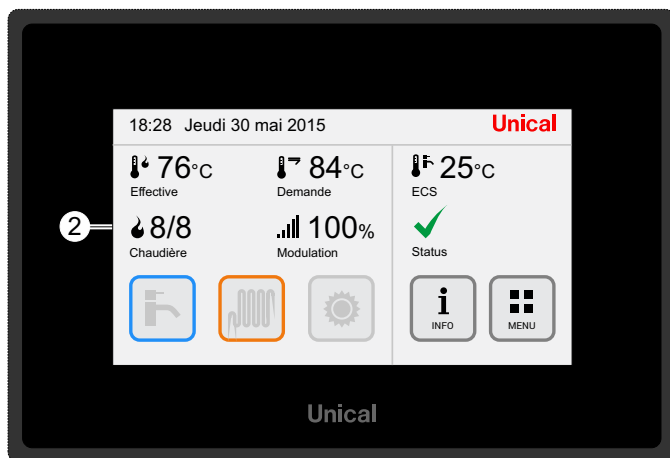 18:28 Jeudi 30 mai 2015 Unical
76°C 84°C 25°C
Effective Demande ECS
2 8/8 100%
Chaudière Modulation Status
i
INFO MENU
Unical